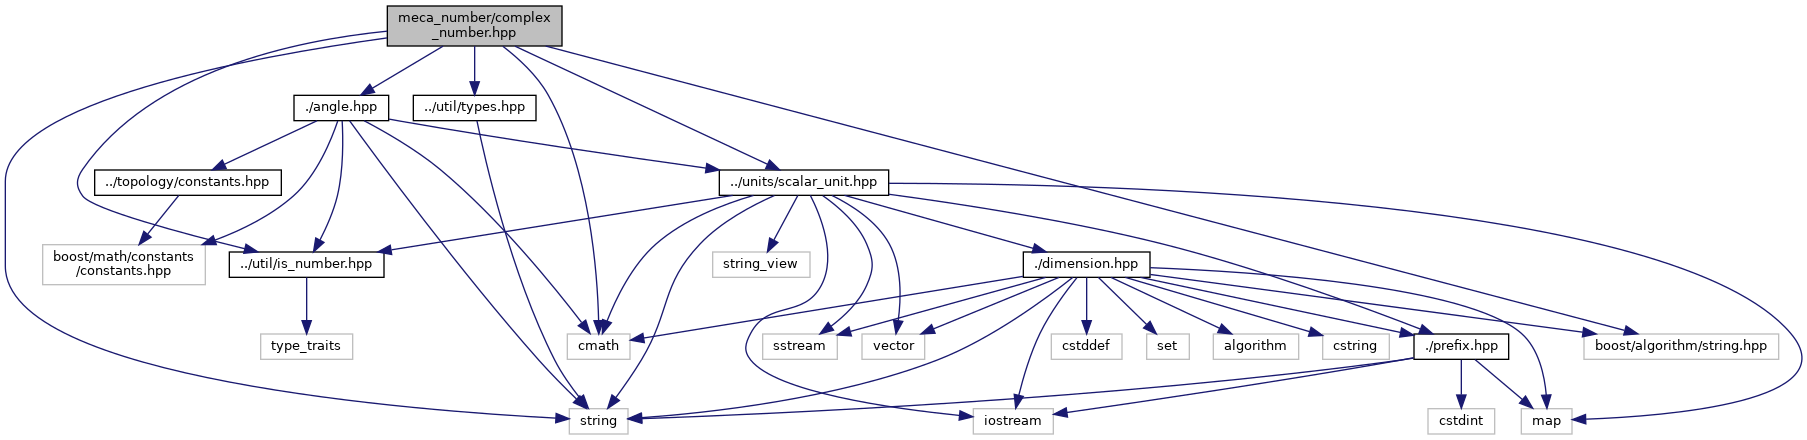 meca_number/complex
_number.hpp
./angle.hpp
../util/types.hpp
../topology/constants.hpp
../units/scalar_unit.hpp
boost/math/constants
/constants.hpp
../util/is_number.hpp
string_view
./dimension.hpp
type_traits
cmath
sstream
vector
cstddef
set
algorithm
cstring
./prefix.hpp
boost/algorithm/string.hpp
string
iostream
cstdint
map